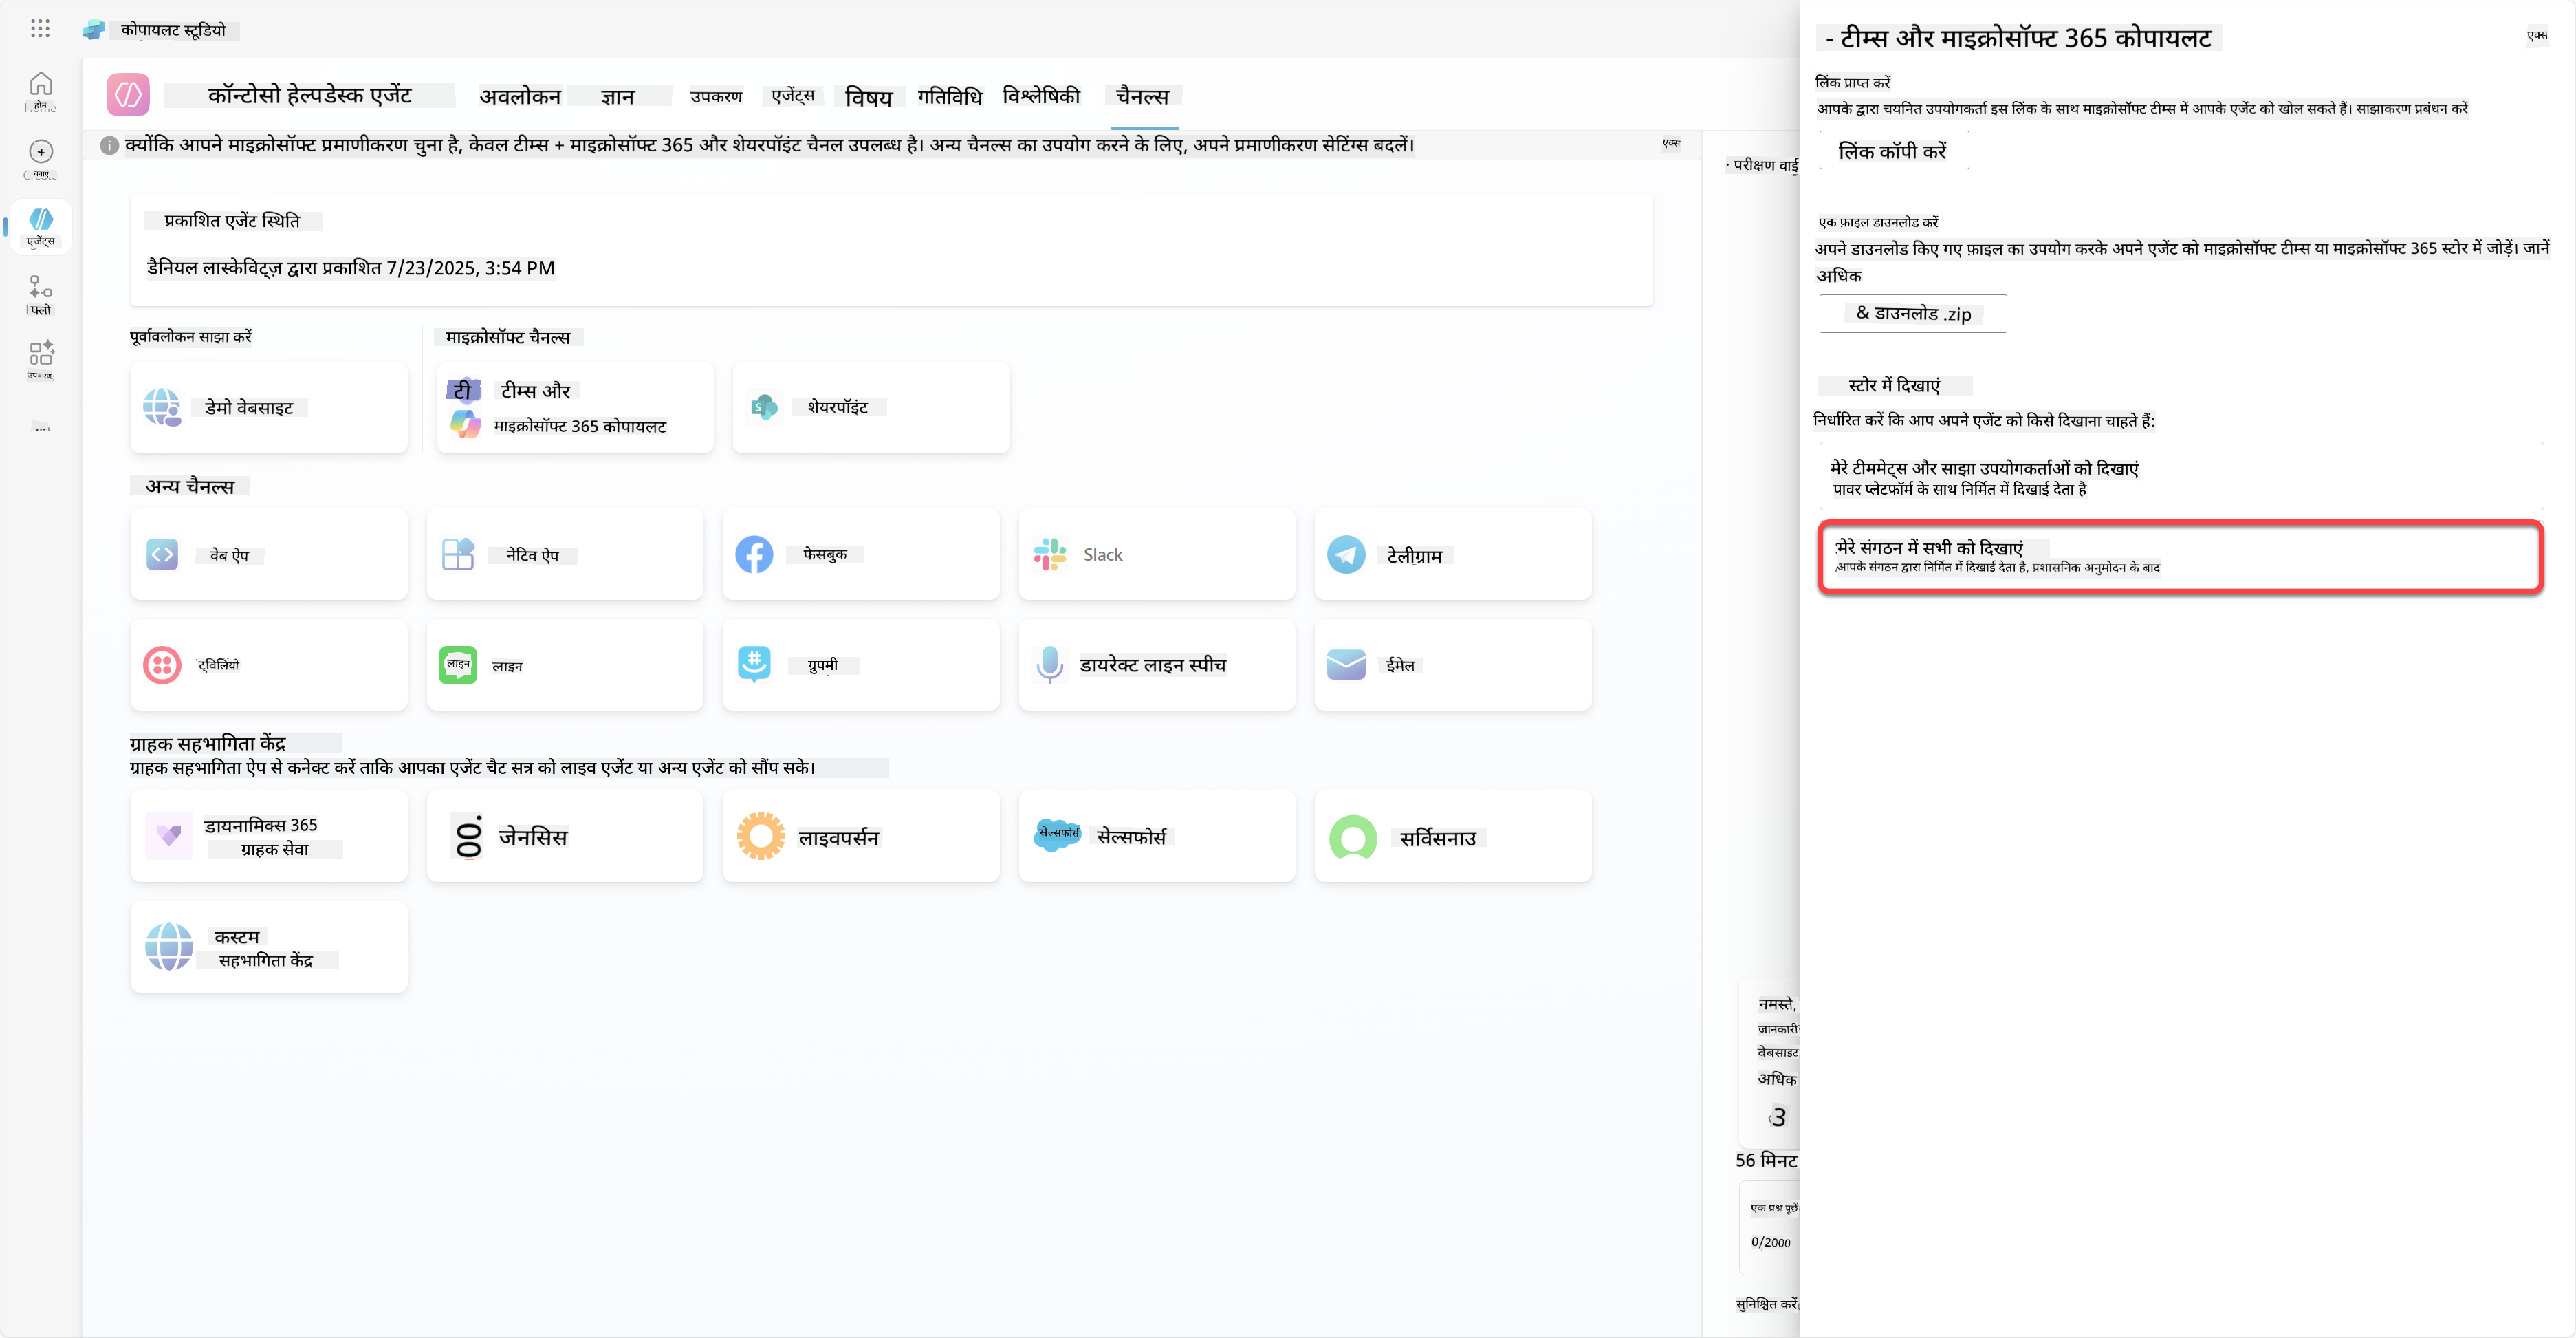 कोपायलट स्टूडियो
होम
बनाएं
एजेंट्स
फ्लो
उपकरण
कॉन्टोसो हेल्पडेस्क एजेंट
अवलोकन
ज्ञान
उपकरण
एजेंट्स
विषय
गतिविधि
विश्लेषिकी
चैनल्स
क्योंकि आपने माइक्रोसॉफ्ट प्रमाणीकरण चुना है, केवल टीम्स + माइक्रोसॉफ्ट 365 और शेयरपॉइंट चैनल उपलब्ध है। अन्य चैनल्स का उपयोग करने के लिए, अपने प्रमाणीकरण सेटिंग्स बदलें।
एक्स
प्रकाशित एजेंट स्थिति
डैनियल लास्केविट्ज़ द्वारा प्रकाशित 7/23/2025, 3:54 PM
पूर्वावलोकन साझा करें
माइक्रोसॉफ्ट चैनल्स
डेमो वेबसाइट
टी
टीम्स और
माइक्रोसॉफ्ट 365 कोपायलट
शेयरपॉइंट
अन्य चैनल्स
वेब ऐप
नेटिव ऐप
फेसबुक
Slack
टेलीग्राम
ट्विलियो
लाइन
लाइन
ग्रुपमी
डायरेक्ट लाइन स्पीच
ईमेल
ग्राहक सहभागिता केंद्र
ग्राहक सहभागिता ऐप से कनेक्ट करें ताकि आपका एजेंट चैट सत्र को लाइव एजेंट या अन्य एजेंट को सौंप सके।
डायनामिक्स 365
ग्राहक सेवा
जेनसिस
लाइवपर्सन
सेल्सफोर्स
सेल्सफोर्स
सर्विसनाउ
कस्टम
सहभागिता केंद्र
· परीक्षण
नमस्ते,
जानकारी
वेबसाइट
अधिक
3
56 मिनट
एक प्रश्न पूछें
0/2000
सुनिश्चित करें
- टीम्स और माइक्रोसॉफ्ट 365 कोपायलट
एक्स
लिंक प्राप्त करें
आपके द्वारा चयनित उपयोगकर्ता इस लिंक के साथ माइक्रोसॉफ्ट टीम्स में आपके एजेंट को खोल सकते हैं। साझाकरण प्रबंधन करें
लिंक कॉपी करें
एक फ़ाइल डाउनलोड करें
अपने डाउनलोड किए गए फ़ाइल का उपयोग करके अपने एजेंट को माइक्रोसॉफ्ट टीम्स या माइक्रोसॉफ्ट 365 स्टोर में जोड़ें। जानें
अधिक
& डाउनलोड .zip
स्टोर में दिखाएं
निर्धारित करें कि आप अपने एजेंट को किसे दिखाना चाहते हैं:
मेरे टीममेट्स और साझा उपयोगकर्ताओं को दिखाएं
पावर प्लेटफॉर्म के साथ निर्मित में दिखाई देता है
मेरे संगठन में सभी को दिखाएं
आपके संगठन द्वारा निर्मित में दिखाई देता है, प्रशासनिक अनुमोदन के बाद